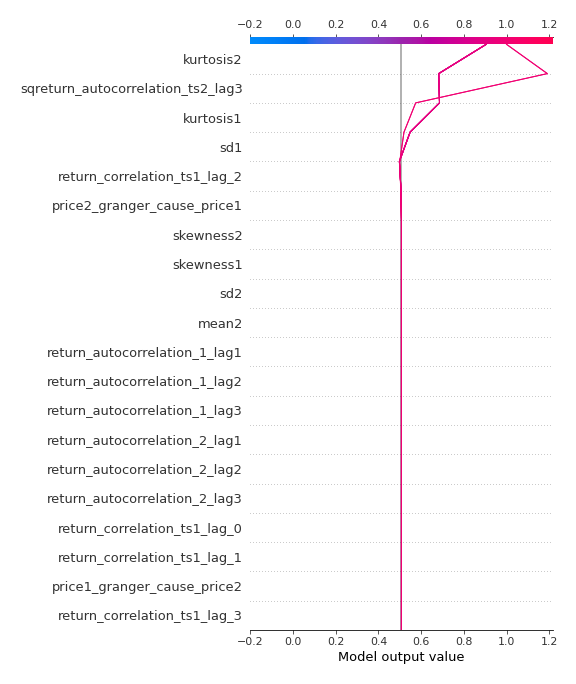 −0.2 0.0 0.2 0.4 0.6 0.8 1.0 1.2
kurtosis2
sqreturn_autocorrelation_ts2_lag3
kurtosis1
sd1
return_correlation_ts1_lag_2
price2_granger_cause_price1
skewness2
skewness1
sd2
mean2
return_autocorrelation_1_lag1
return_autocorrelation_1_lag2
return_autocorrelation_1_lag3
return_autocorrelation_2_lag1
return_autocorrelation_2_lag2
return_autocorrelation_2_lag3
return_correlation_ts1_lag_0
return_correlation_ts1_lag_1
price1_granger_cause_price2
return_correlation_ts1_lag_3
−0.2 0.0 0.2 0.4 0.6 0.8 1.0 1.2
Model output value